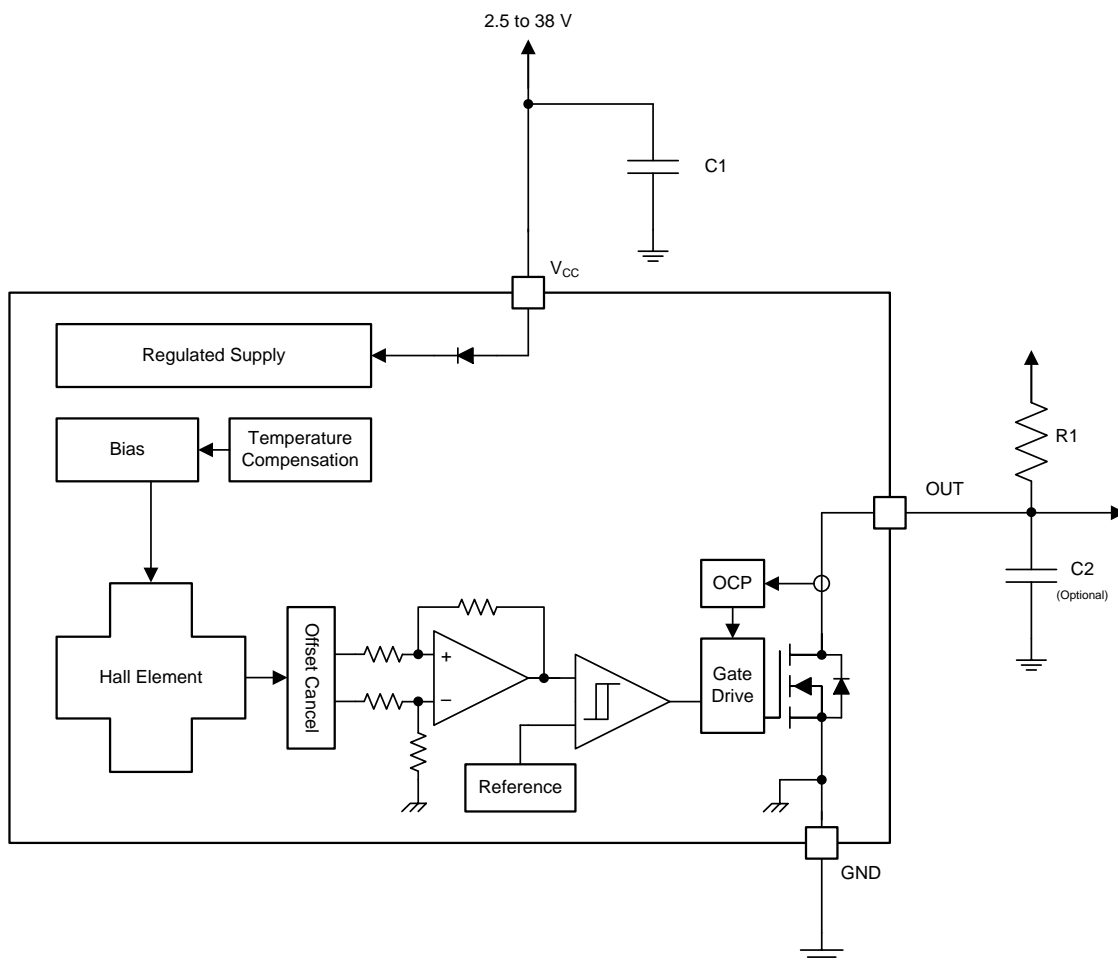 2.5 to 38 V
C1
VCC
Regulated Supply
Bias
Temperature
Compensation
R1
OUT
OCP
C2
(Optional)
Hall Element
Offset Cancel
+
–
Gate
Drive
Reference
GND